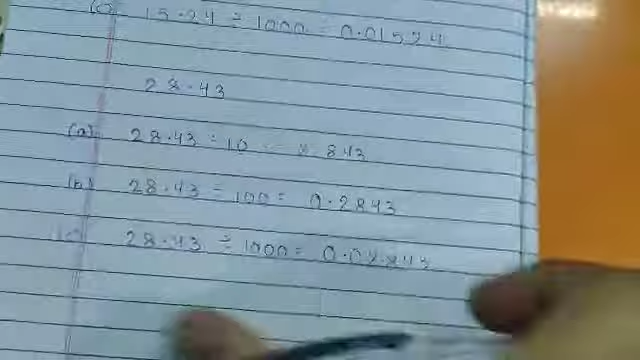 (c) 15.24 ÷ 1000 = 0.01524
28.43
(a) 28.43 ÷ 10 = 2.843
(b) 28.43 ÷ 100 = 0.2843
(c) 28.43 ÷ 1000 = 0.02843